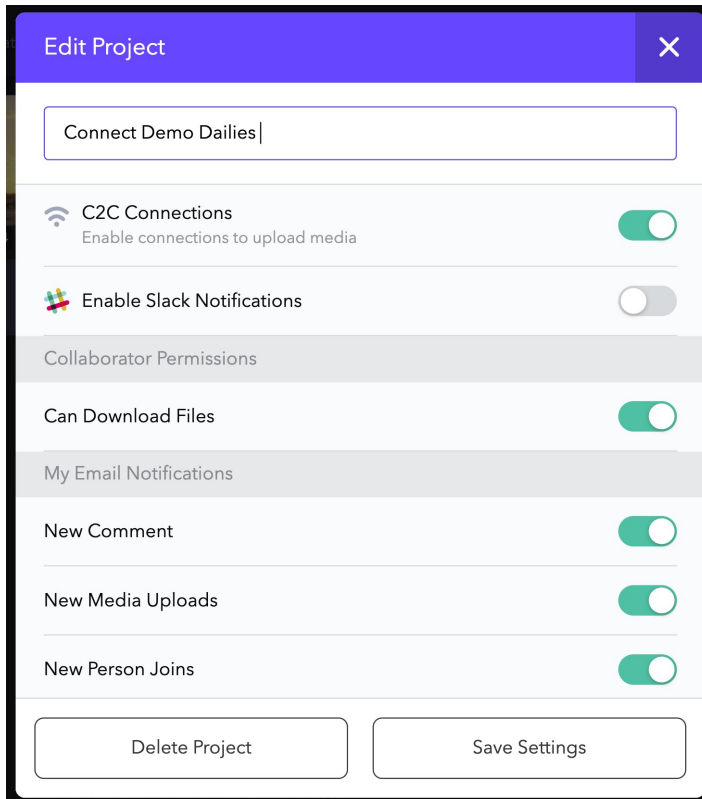 Edit Project
Connect Demo Dailies
C2C Connections
Enable connections to upload media
Enable Slack Notifications
Collaborator Permissions
Can Download Files
My Email Notifications
New Comment
New Media Uploads
New Person Joins
Delete Project
Save Settings